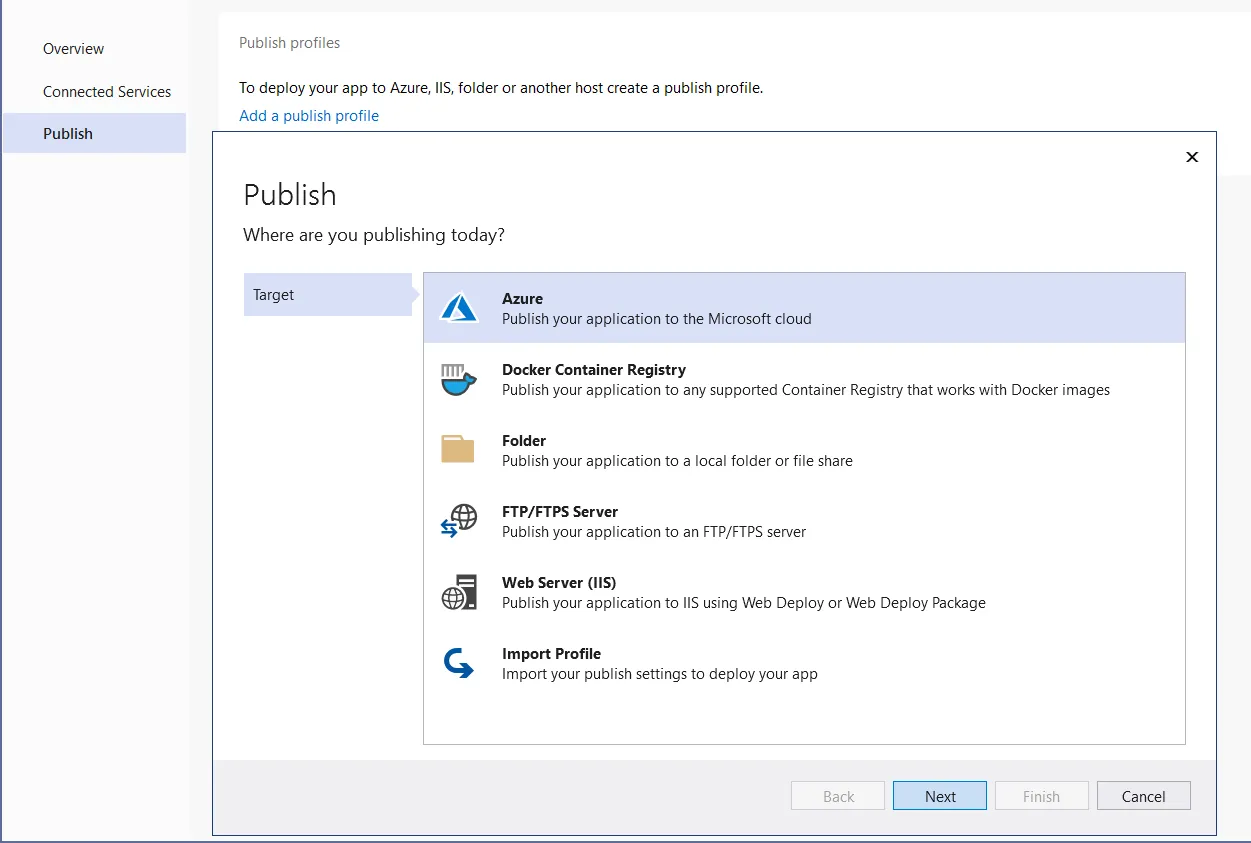 Overview
Connected Services
Publish
Publish profiles
To deploy your app to Azure, IIS, folder or another host create a publish profile.
Add a publish profile
Publish
Where are you publishing today?
Target
Azure
Publish your application to the Microsoft cloud
Docker Container Registry
Publish your application to any supported Container Registry that works with Docker images
Folder
Publish your application to a local folder or file share
FTP/FTPS Server
Publish your application to an FTP/FTPS server
Web Server (IIS)
Publish your application to IIS using Web Deploy or Web Deploy Package
Import Profile
Import your publish settings to deploy your app
Back
Next
Finish
Cancel